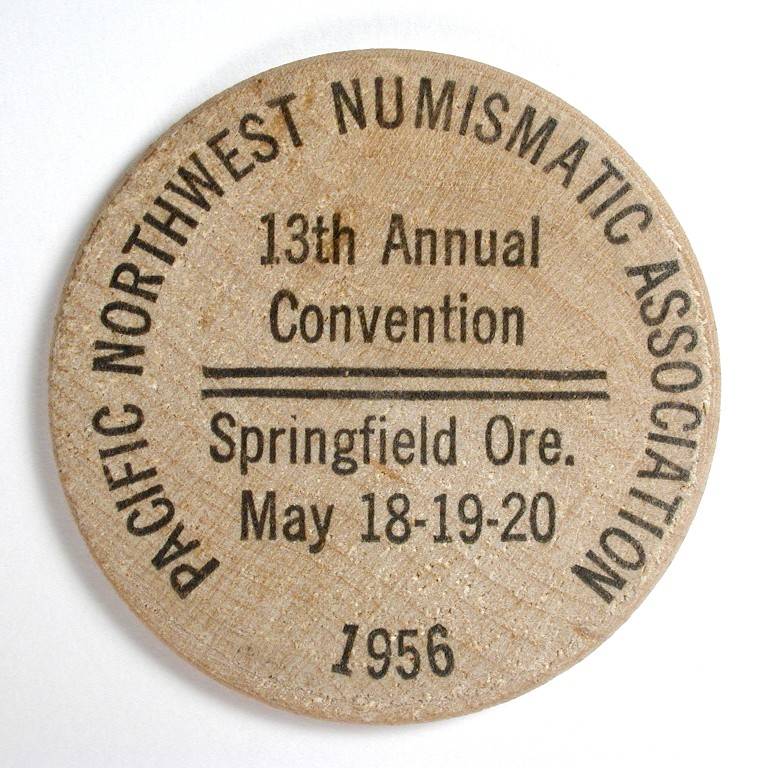 PACIFIC NORTHWEST NUMISMATIC ASSOCIATION
13th Annual
Convention
Springfield Ore.
May 18-19-20
1956